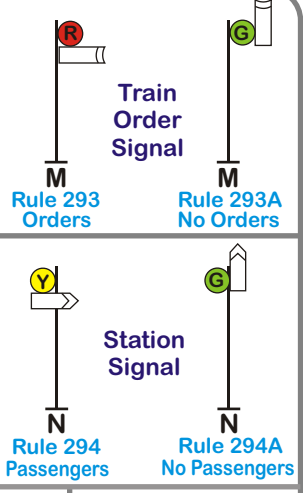 R
G
Train
Order
Signal
M
M
Rule 293
Orders
Rule 293A
No Orders
Y
G
Station
Signal
N
N
Rule 294
Passengers
Rule 294A
No Passengers